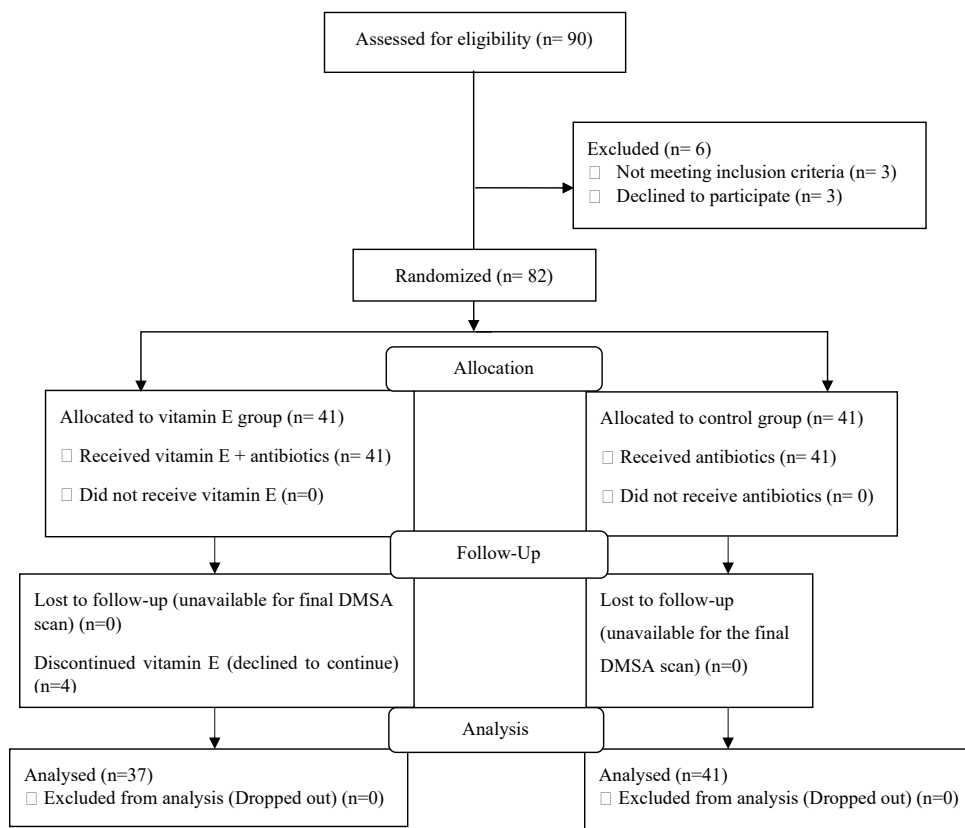 Assessed for eligibility (n= 90)
Excluded (n= 6)
□ Not meeting inclusion criteria (n= 3)
□ Declined to participate (n= 3)
Randomized (n= 82)
Allocation
Allocated to vitamin E group (n= 41)
□ Received vitamin E + antibiotics (n= 41)
□ Did not receive vitamin E (n=0)
Allocated to control group (n= 41)
□ Received antibiotics (n= 41)
□ Did not receive antibiotics (n= 0)
Follow-Up
Lost to follow-up (unavailable for final DMSA
scan) (n=0)
Discontinued vitamin E (declined to continue)
(n=4)
Lost to follow-up
(unavailable for the final
DMSA scan) (n=0)
Analysis
Analysed (n=37)
□ Excluded from analysis (Dropped out) (n=0)
Analysed (n=41)
□ Excluded from analysis (Dropped out) (n=0)